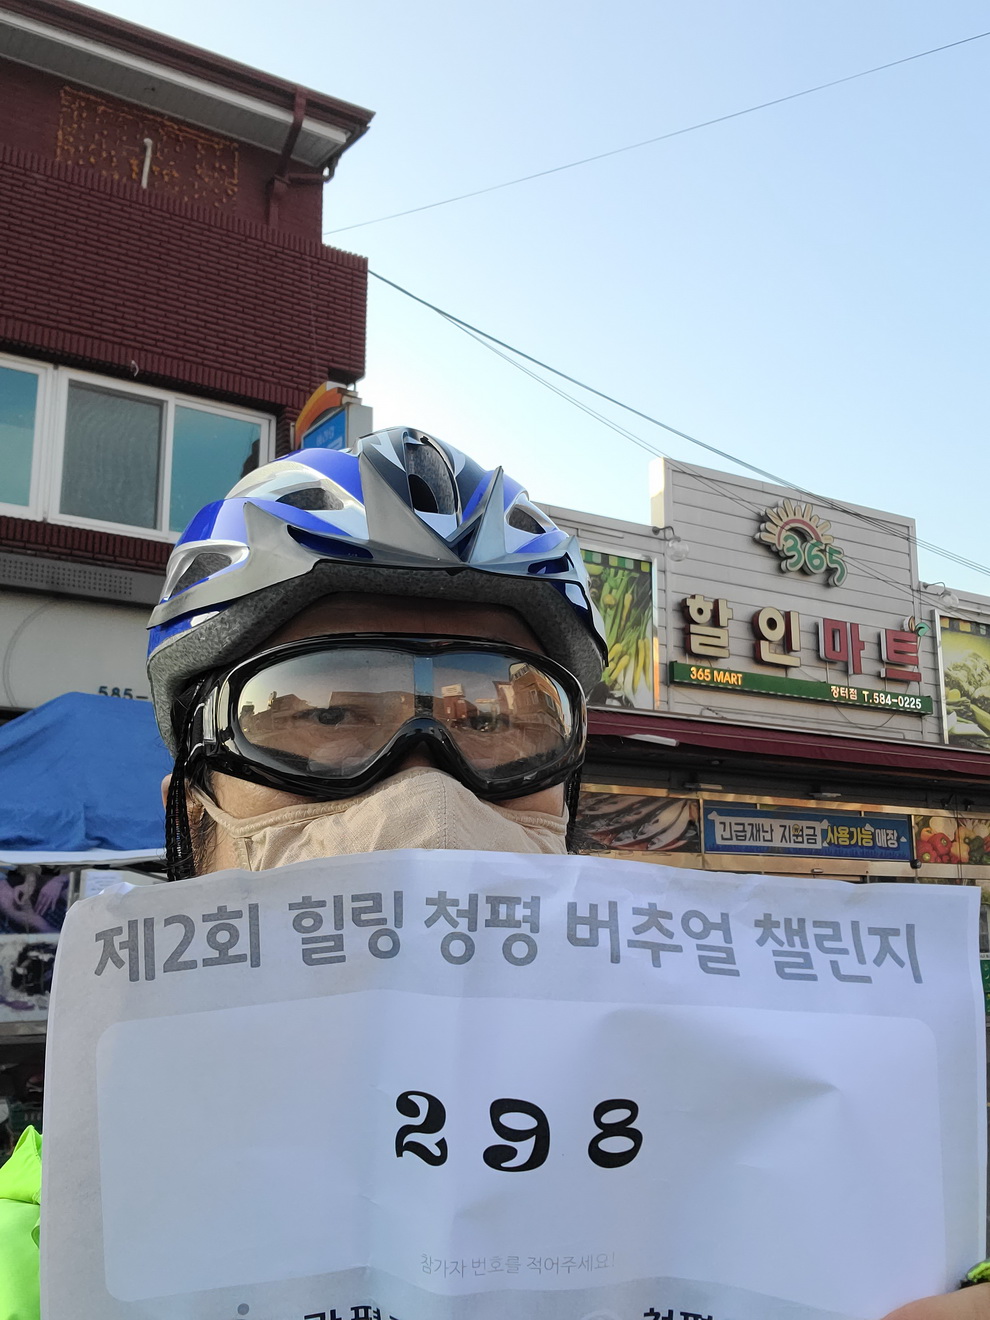 365
할인마트
365 MART
장터점 T.584-0225
585-
긴급재난 지원금 사용가능 매장
제2회 힐링 청평 버추얼 챌린지
298
참가자 번호를 적어주세요!
청평